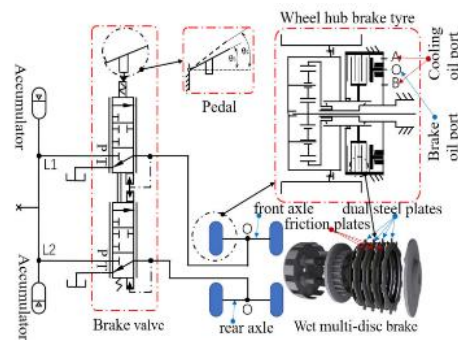 Wheel hub brake tyre
Accumulator
Accumulator
L1
L2
P
T
P
T
Brake valve
θ₂
θ₁
Pedal
A
O
B
Cooling
oil port
Brake
oil port
front axle
O
rear axle
O
dual steel plates
friction plates
Wet multi-disc brake